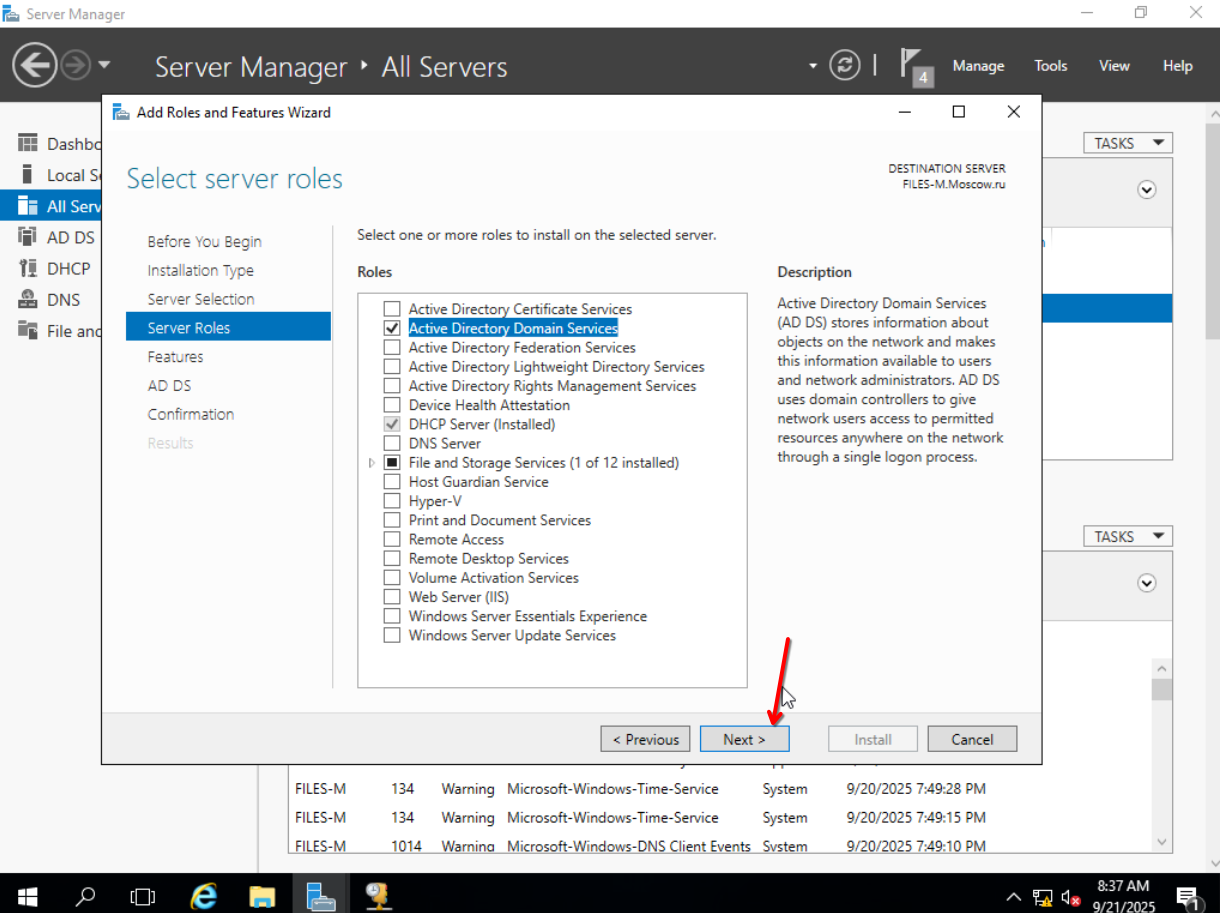 Server Manager
Server Manager
All Servers
4
Manage
Tools
View
Help
Local
All
AD DS
DHCP
DNS
File
TASKS
Add Roles and Features Wizard
Select server roles
DESTINATION SERVER
FILES-M.Moscow.ru
Before You Begin
Installation Type
Server Selection
Server Roles
Features
AD DS
Confirmation
Results
Select one or more roles to install on the selected server.
Roles
Active Directory Certificate Services
Active Directory Domain Services
Active Directory Federation Services
Active Directory Lightweight Directory Services
Active Directory Rights Management Services
Device Health Attestation
DHCP Server (Installed)
DNS Server
File and Storage Services (1 of 12 installed)
Host Guardian Service
Hyper-V
Print and Document Services
Remote Access
Remote Desktop Services
Volume Activation Services
Web Server (IIS)
Windows Server Essentials Experience
Windows Server Update Services
Description
Active Directory Domain Services
(AD DS) stores information about
objects on the network and makes
this information available to users
and network administrators. AD DS
uses domain controllers to give
network users access to permitted
resources anywhere on the network
through a single logon process.
TASKS
< Previous
Next >
Install
Cancel
FILES-M 134 Warning Microsoft-Windows-Time-Service System 9/20/2025 7:49:28 PM
FILES-M 134 Warning Microsoft-Windows-Time-Service System 9/20/2025 7:49:15 PM
FILES-M 1014 Warning Microsoft-Windows-DNS Client Events System 9/20/2025 7:49:10 PM
8:37 AM
9/21/2025
1